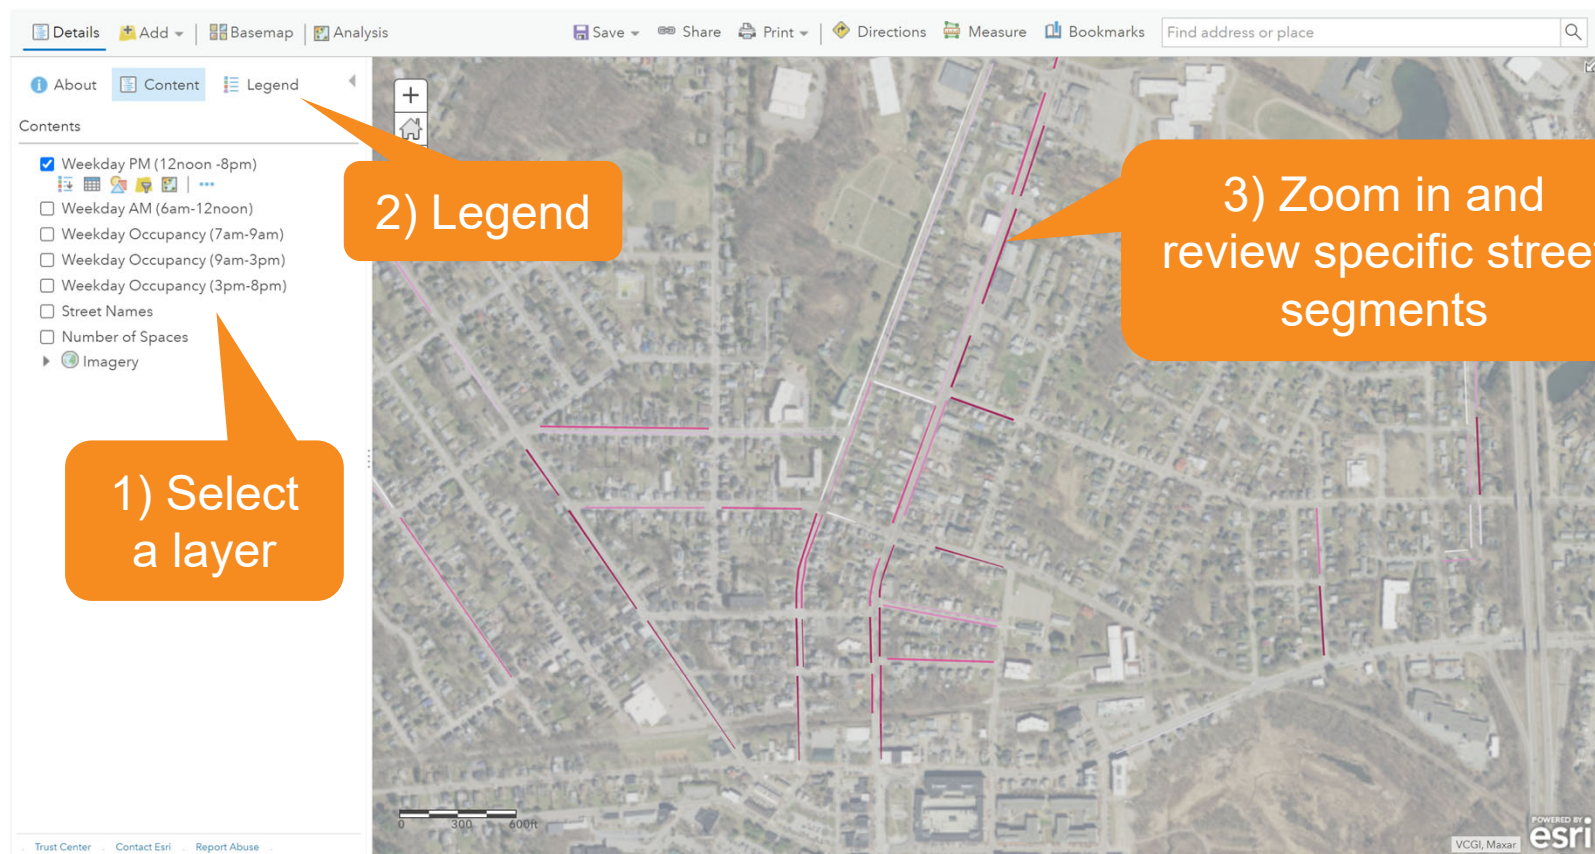 Details Add Basemap Analysis Save Share Print Directions Measure Bookmarks Find address or place
About Content Legend
Contents
Weekday PM (12noon -8pm)
Weekday AM (6am-12noon)
Weekday Occupancy (7am-9am)
Weekday Occupancy (9am-3pm)
Weekday Occupancy (3pm-8pm)
Street Names
Number of Spaces
Imagery
1) Select
a layer
2) Legend
3) Zoom in and
review specific street
segments
0 300 600ft
Trust Center Contact Esri Report Abuse
VCGI, Maxar
POWERED BY
esri